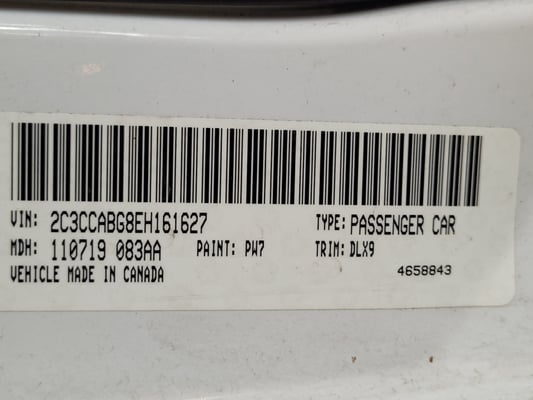 VIN: 2C3CCABG8EH161627 TYPE: PASSENGER CAR
MDH: 110719 083AA PAINT: PW7 TRIM: DLX9
VEHICLE MADE IN CANADA 4658843